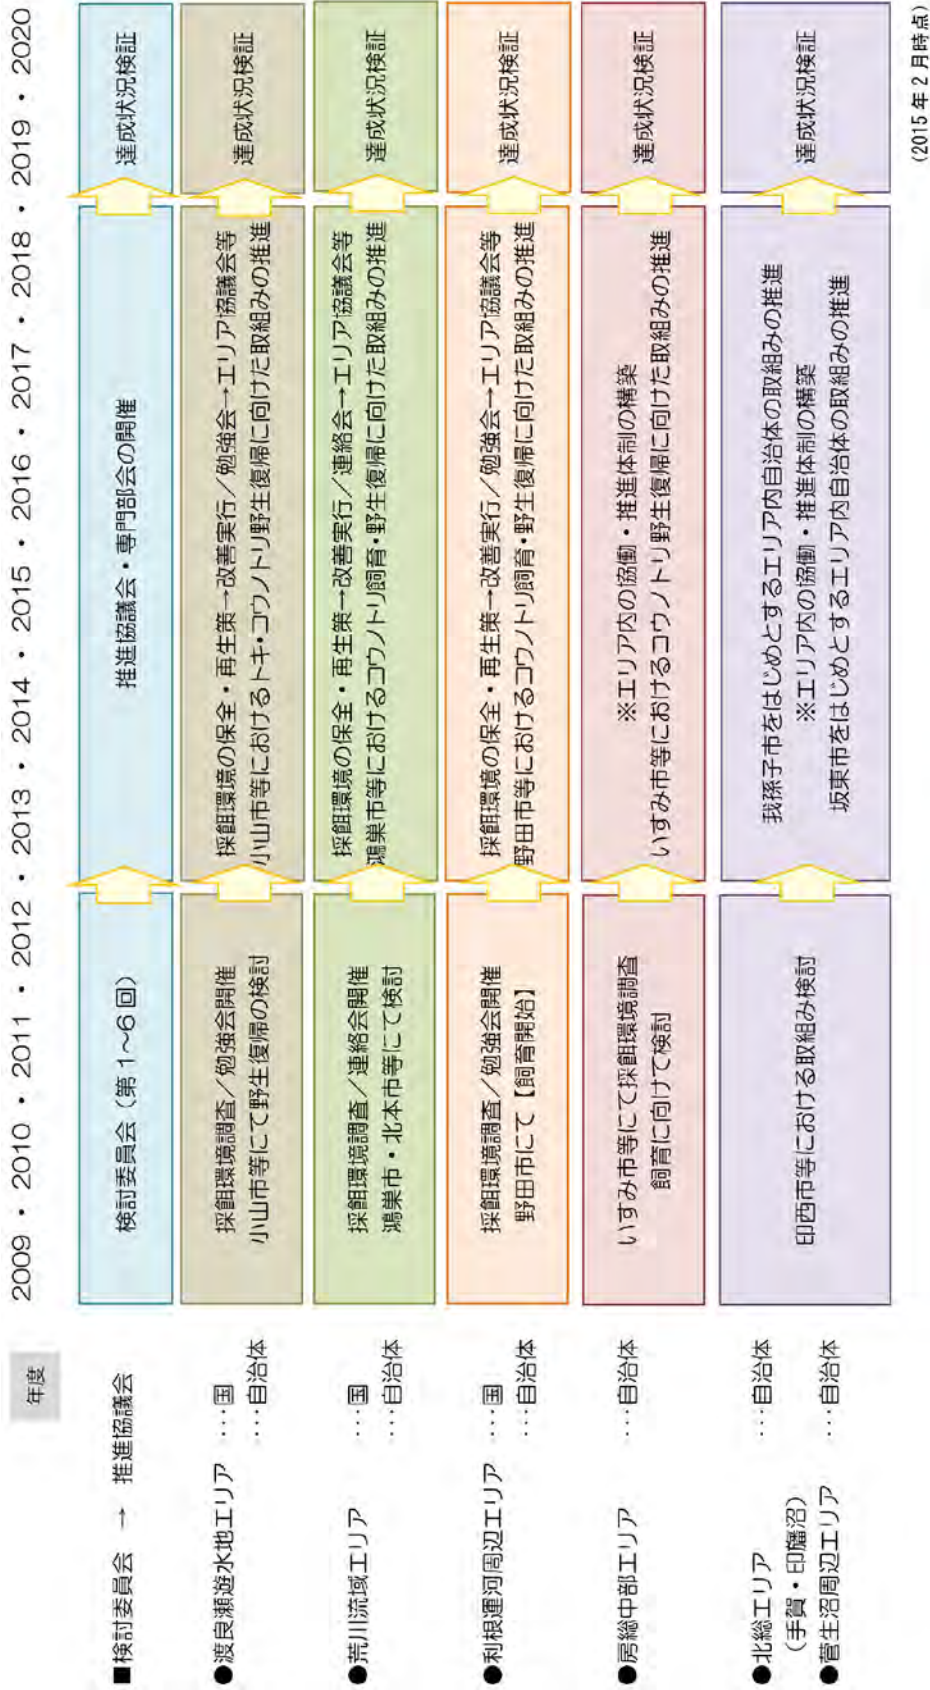 年度
2009 ・ 2010 ・ 2011 ・ 2012 ・ 2013 ・ 2014 ・ 2015 ・ 2016 ・ 2017 ・ 2018 ・ 2019 ・ 2020
■検討委員会 → 推進協議会
検討委員会（第1～6回）
推進協議会・専門部会の開催
達成状況検証
●渡良瀬遊水地エリア …国
…自治体
採餌環境調査／勉強会開催
小山市等にて野生復帰の検討
採餌環境の保全・再生策→改善実行／勉強会→エリア協議会等
小山市等におけるトキ・コウノトリ野生復帰に向けた取組みの推進
達成状況検証
●荒川流域エリア …国
…自治体
採餌環境調査／連絡会開催
鴻巣市・北本市等にて検討
採餌環境の保全・再生策→改善実行／連絡会→エリア協議会等
鴻巣市等におけるコウノトリ飼育・野生復帰に向けた取組みの推進
達成状況検証
●利根運河周辺エリア …国
…自治体
採餌環境調査／勉強会開催
野田市にて【飼育開始】
採餌環境の保全・再生策→改善実行／勉強会→エリア協議会等
野田市等におけるコウノトリ飼育・野生復帰に向けた取組みの推進
達成状況検証
●房総中部エリア …自治体
いすみ市等にて採餌環境調査
飼育に向けて検討
※エリア内の協働・推進体制の構築
いすみ市等におけるコウノトリ野生復帰に向けた取組みの推進
達成状況検証
●北総エリア …自治体
（手賀・印旛沼）
●菅生沼周辺エリア …自治体
印西市等における取組み検討
我孫子市をはじめとするエリア内自治体の取組みの推進
※エリア内の協働・推進体制の構築
坂東市をはじめとするエリア内自治体の取組みの推進
達成状況検証
（2015年2月時点）